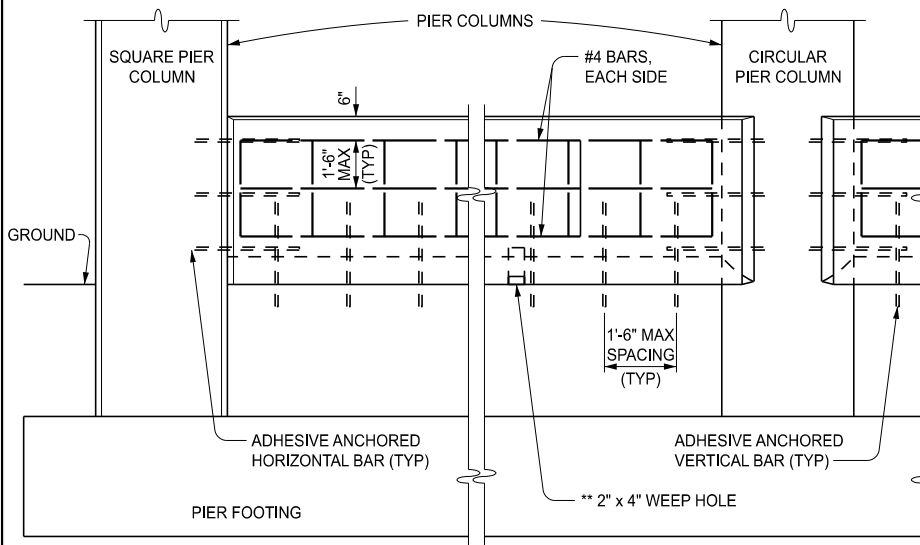 PIER COLUMNS
SQUARE PIER
COLUMN
#4 BARS,
EACH SIDE
CIRCULAR
PIER COLUMN
6"
1'-6"
MAX
(TYP)
GROUND
1'-6" MAX
SPACING
(TYP)
ADHESIVE ANCHORED
HORIZONTAL BAR (TYP)
ADHESIVE ANCHORED
VERTICAL BAR (TYP)
** 2" x 4" WEEP HOLE
PIER FOOTING